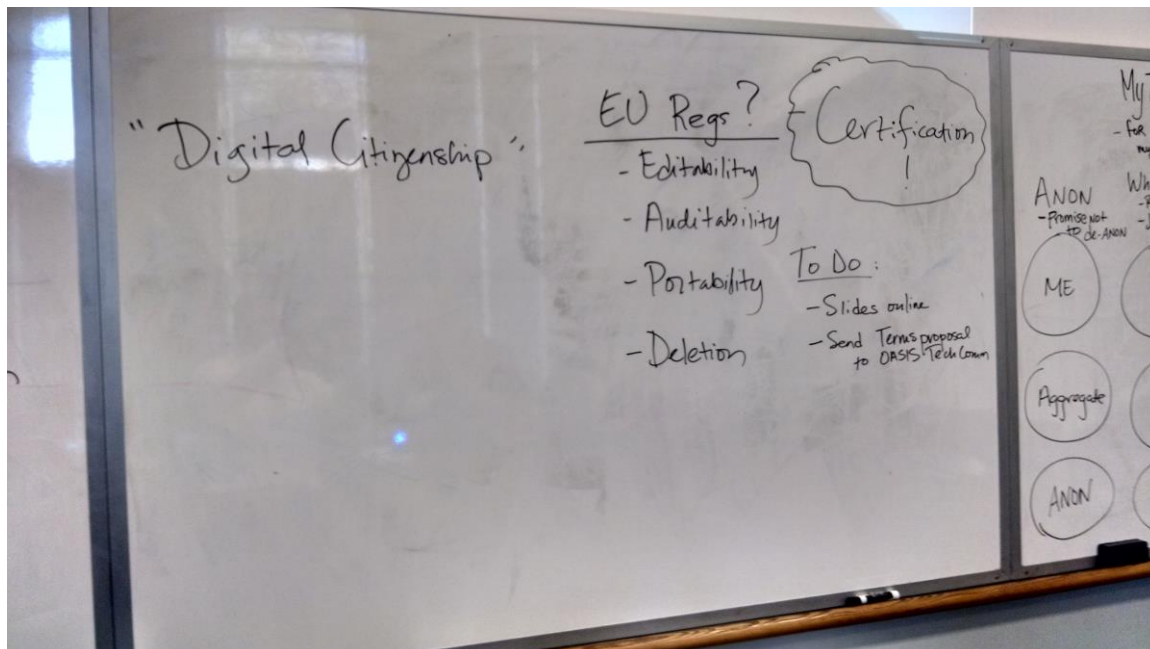 "Digital Citizenship"
EU Regs?
- Editability
- Auditability
- Portability
- Deletion
Certification
!
To Do:
- Slides online
- Send Terms proposal
to OASIS Tech Comm
ANON
- Promise not
to de-ANON
ME
Aggregate
ANON
My
- FOR